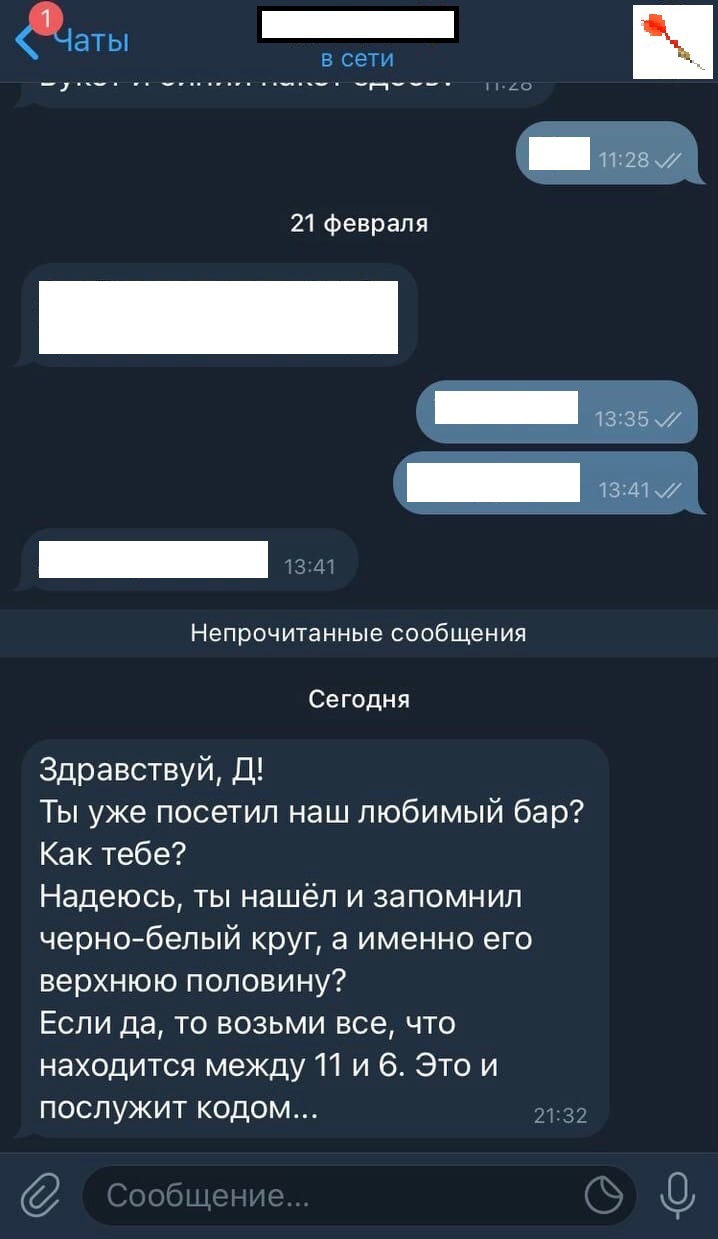 1
Чаты
в сети
11:28
11:28
21 февраля
13:35
13:41
13:41
Непрочитанные сообщения
Сегодня
Здравствуй, Д!
Ты уже посетил наш любимый бар?
Как тебе?
Надеюсь, ты нашёл и запомнил
черно-белый круг, а именно его
верхнюю половину?
Если да, то возьми все, что
находится между 11 и 6. Это и
послужит кодом...
21:32
Сообщение...